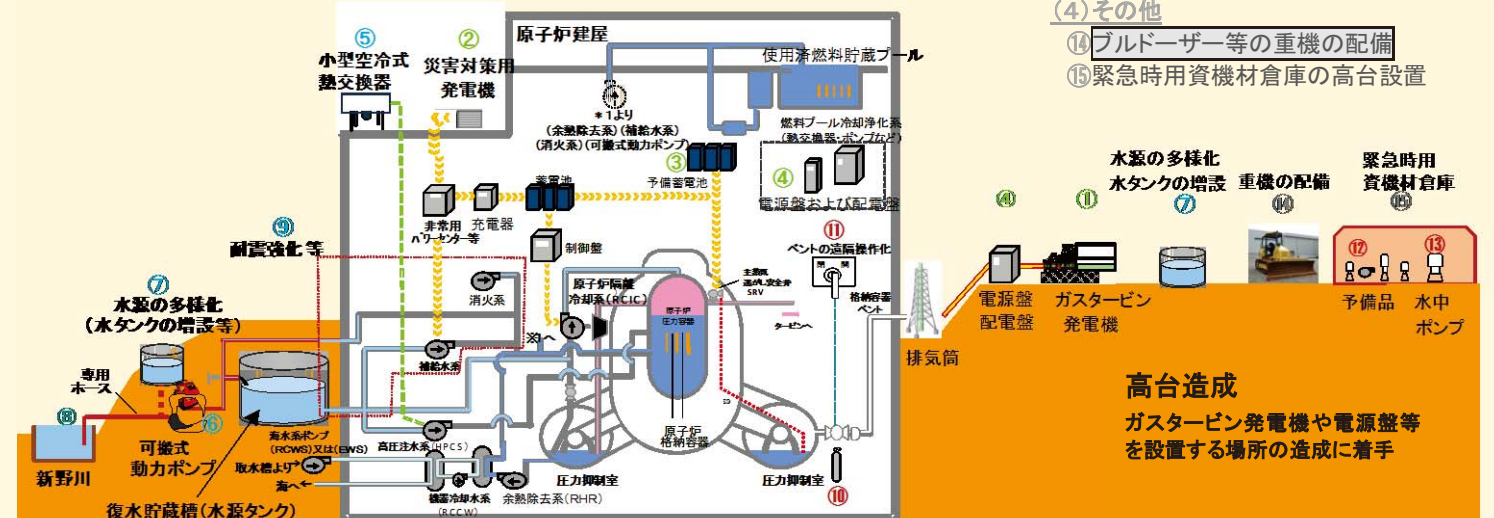 (4)その他
⑭ブルドーザー等の重機の配備
⑮緊急時用資機材倉庫の高台設置
⑤
小型空冷式
熱交換器
②
災害対策用
発電機
原子炉建屋
使用済燃料貯蔵プール
*1より
(余熱除去系)(補給水系)
(消火系)(可搬式動力ポンプ)
燃料プール冷却浄化系
(熱交換器・ポンプなど)
③
予備蓄電池
④
電源盤および配電盤
蓄電池
充電器
非常用
パワーセンター等
制御盤
⑪
ベントの遠隔操作化
閉 開
主蒸気
逃がし安全弁
SRV
格納容器
ベント
タービンへ
⑨
耐震強化等
消火系
原子炉隔離
冷却系(RCIC)
原子炉
圧力容器
補給水系
原子炉
格納容器
⑦
水源の多様化
(水タンクの増設等)
専用
ホース
⑧
新野川
⑥
可搬式
動力ポンプ
海水系ポンプ
(RCWS)又は(EWS)
取水槽より
海へ
復水貯蔵槽(水源タンク)
高圧注水系(HPCS)
機器冷却水系
(RCCW)
余熱除去系(RHR)
圧力抑制室
圧力抑制室
⑩
排気筒
④
電源盤
配電盤
①
ガスタービン
発電機
水源の多様化
水タンクの増設
⑦
重機の配備
⑭
緊急時用
資機材倉庫
⑮
⑫
予備品
⑬
水中
ポンプ
高台造成
ガスタービン発電機や電源盤等
を設置する場所の造成に着手